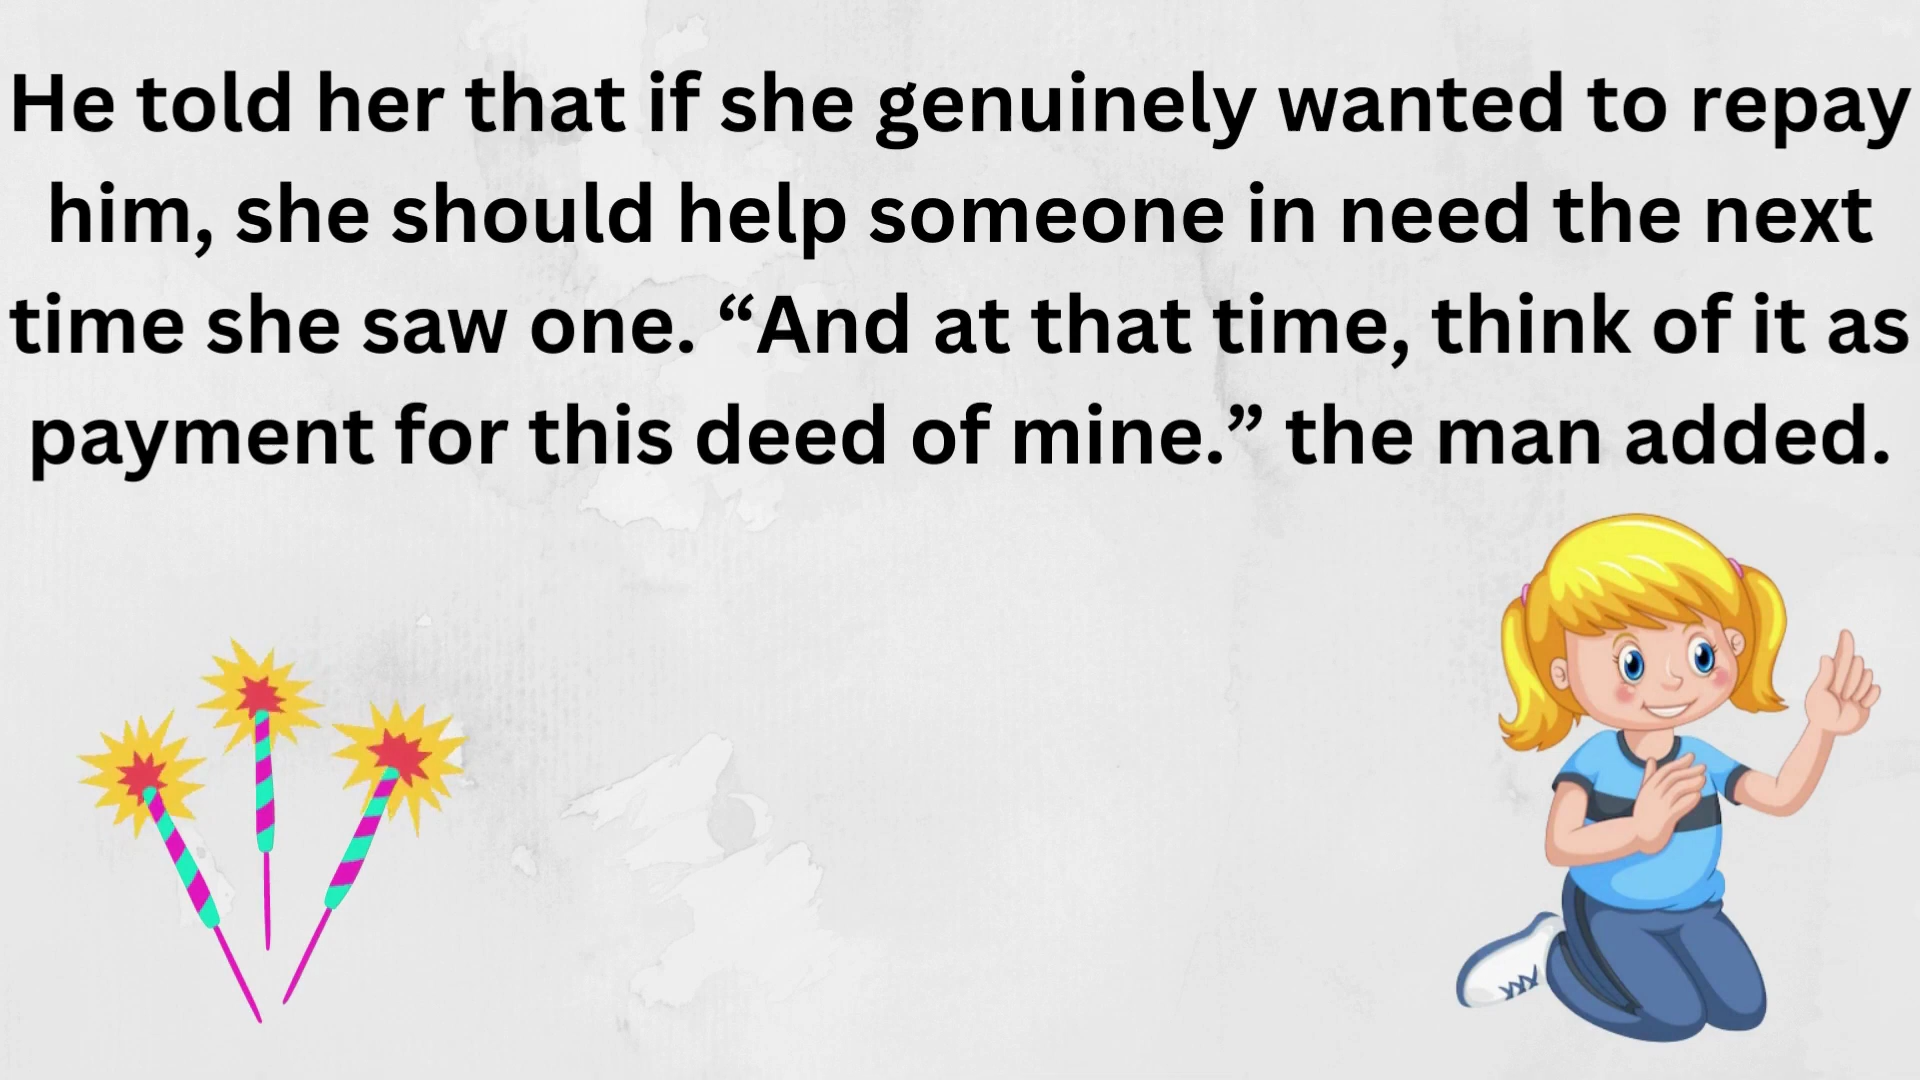 He told her that if she genuinely wanted to repay
him, she should help someone in need the next
time she saw one. “And at that time, think of it as
payment for this deed of mine.” the man added.